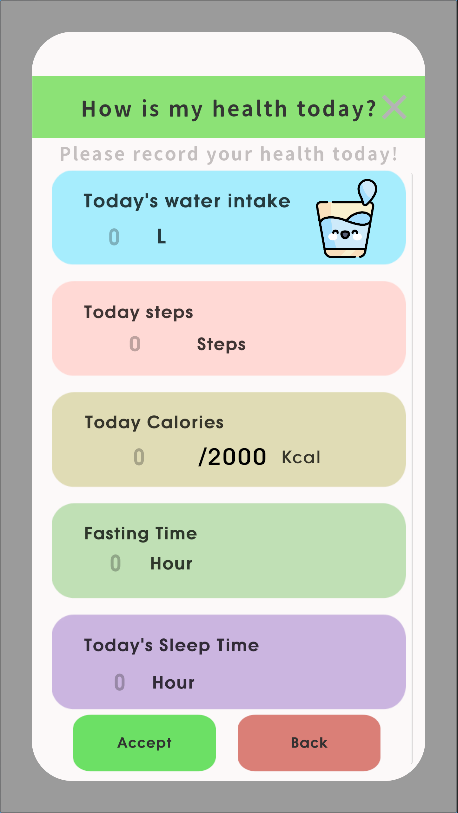 How is my health today?
Please record your health today!
Today's water intake
0 L
Today steps
0 Steps
Today Calories
0 /2000 Kcal
Fasting Time
0 Hour
Today's Sleep Time
0 Hour
Accept Back